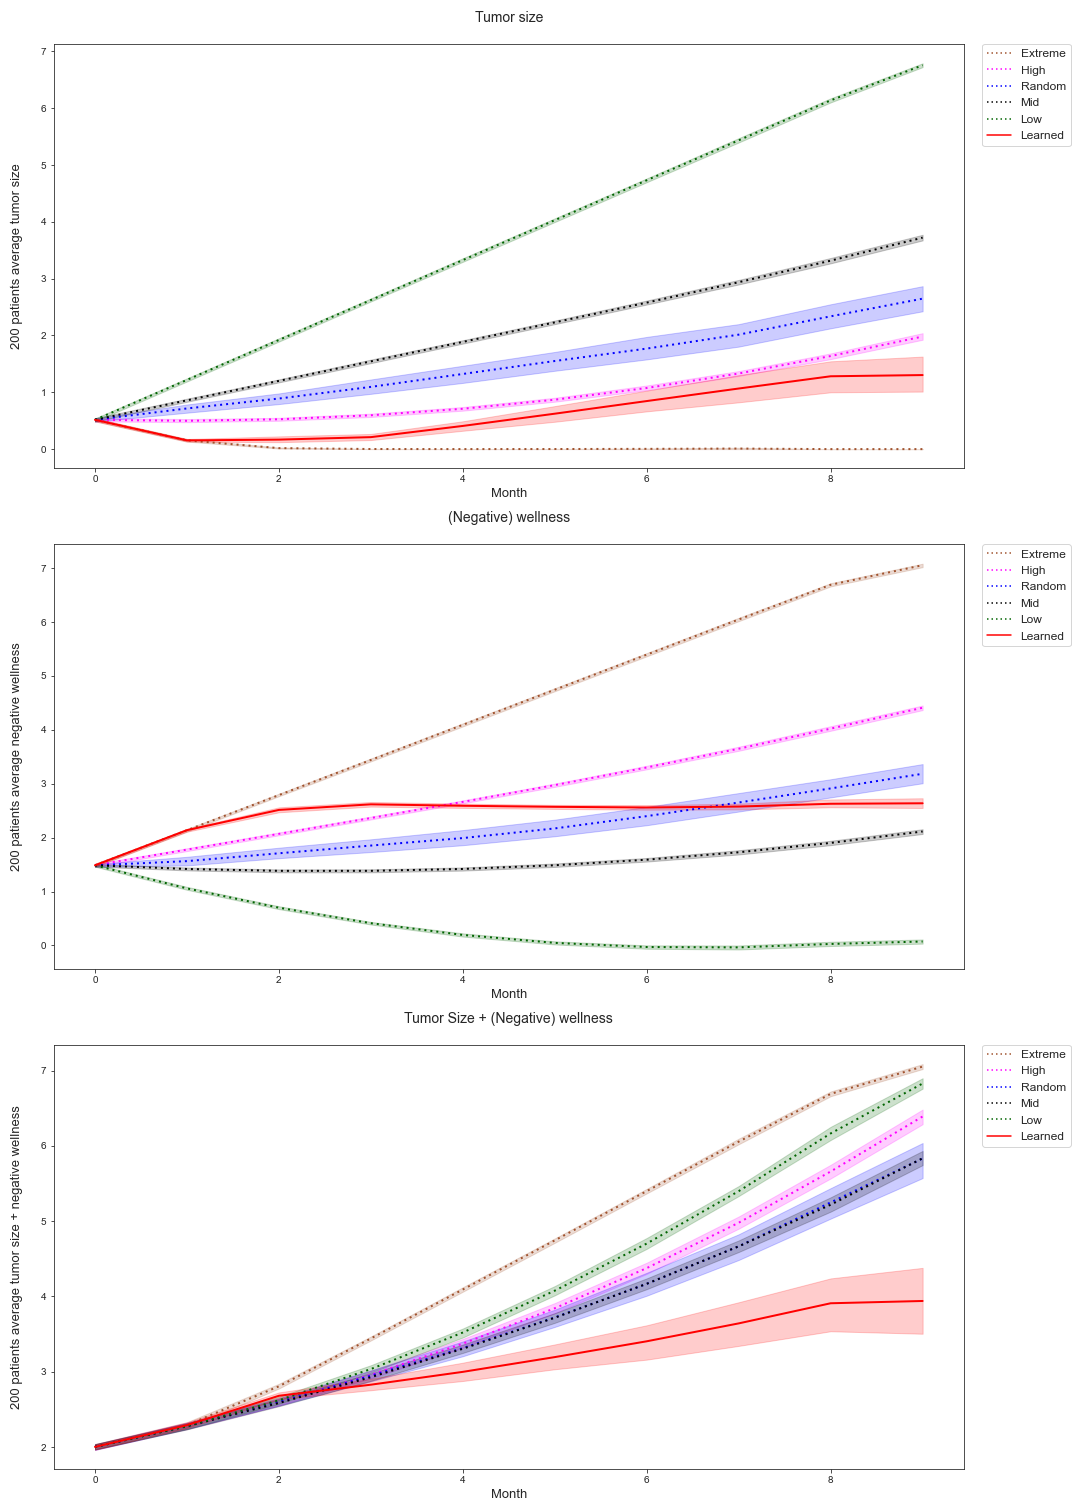 Tumor size
7
6
5
4
3
2
1
0
200 patients average tumor size
0 2 4 6 8
Month
Extreme
High
Random
Mid
Low
Learned
(Negative) wellness
7
6
5
4
3
2
1
0
200 patients average negative wellness
0 2 4 6 8
Month
Extreme
High
Random
Mid
Low
Learned
Tumor Size + (Negative) wellness
7
6
5
4
3
2
200 patients average tumor size + negative wellness
0 2 4 6 8
Month
Extreme
High
Random
Mid
Low
Learned